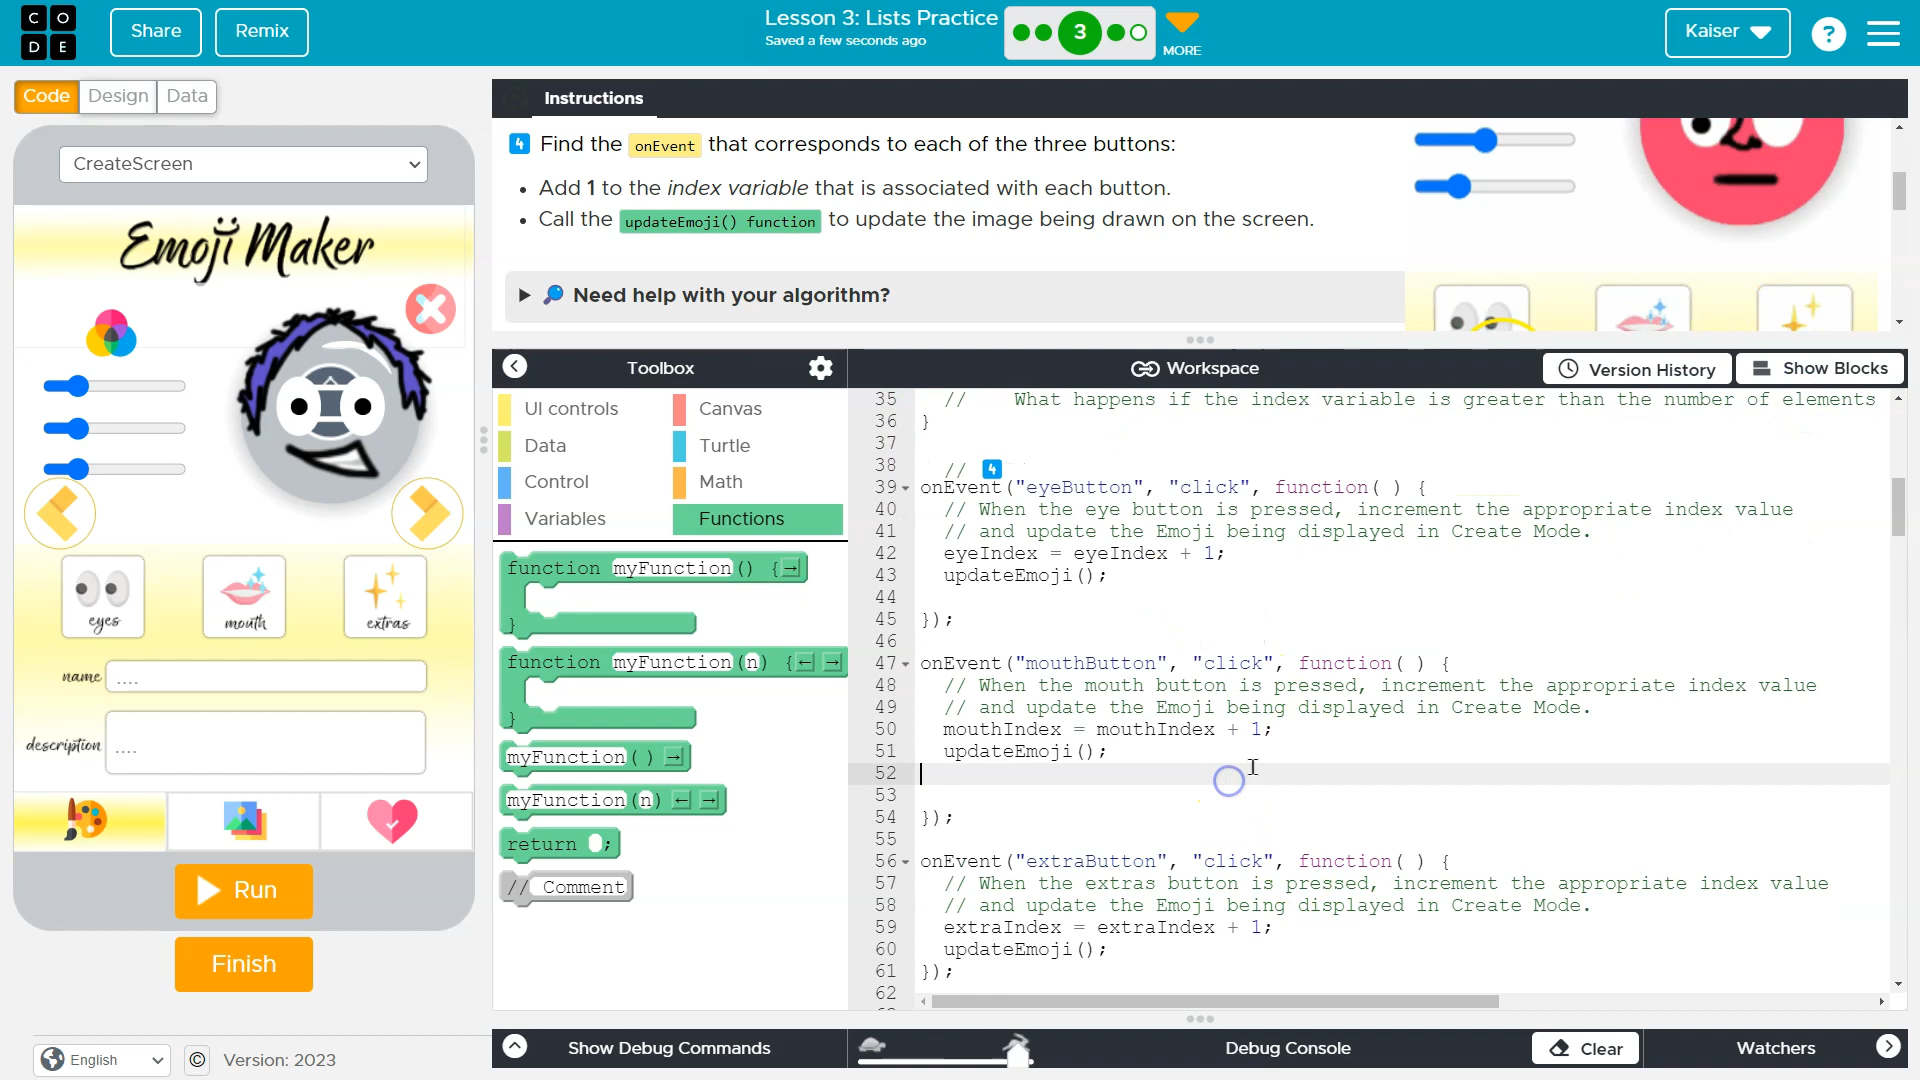 CODE
Share
Remix
Lesson 3: Lists Practice
Saved a few seconds ago
3
MORE
Kaiser
?
Code
Design
Data
CreateScreen
Emoji Maker
eyes
mouth
extras
name
....
description
....
Run
Finish
English
©
Version: 2023
Instructions
4 Find the onEvent that corresponds to each of the three buttons:
• Add 1 to the index variable that is associated with each button.
• Call the updateEmoji() function to update the image being drawn on the screen.
Need help with your algorithm?
Toolbox
Workspace
Version History
Show Blocks
UI controls
Canvas
Data
Turtle
Control
Math
Variables
Functions
function myFunction() {
}
function myFunction(n) {
}
myFunction()
myFunction(n)
return ;
// Comment
35 // What happens if the index variable is greater than the number of elements
36 }
37
38 // 4
39 onEvent("eyeButton", "click", function( ) {
40 // When the eye button is pressed, increment the appropriate index value
41 // and update the Emoji being displayed in Create Mode.
42 eyeIndex = eyeIndex + 1;
43 updateEmoji();
44
45 });
46
47 onEvent("mouthButton", "click", function( ) {
48 // When the mouth button is pressed, increment the appropriate index value
49 // and update the Emoji being displayed in Create Mode.
50 mouthIndex = mouthIndex + 1;
51 updateEmoji();
52
53
54 });
55
56 onEvent("extraButton", "click", function( ) {
57 // When the extras button is pressed, increment the appropriate index value
58 // and update the Emoji being displayed in Create Mode.
59 extraIndex = extraIndex + 1;
60 updateEmoji();
61 });
62
Show Debug Commands
Debug Console
Clear
Watchers